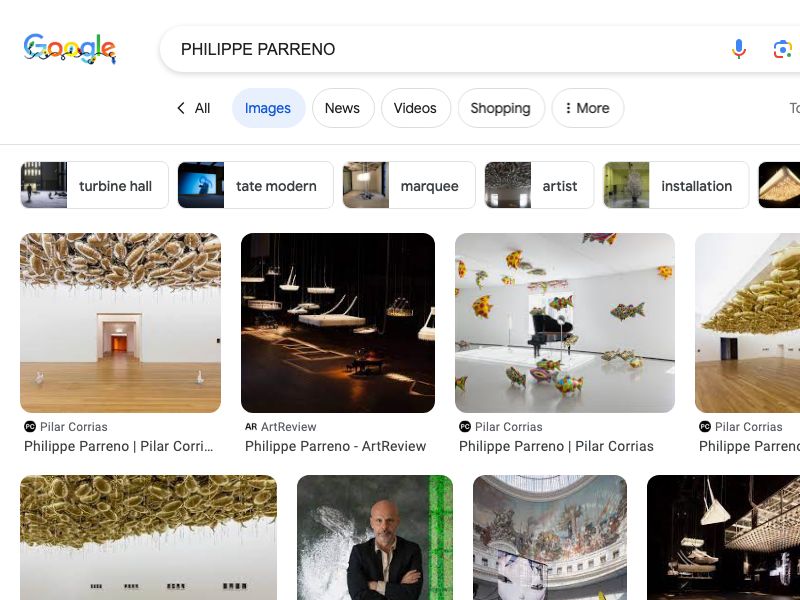 Google
PHILIPPE PARRENO
All
Images
News
Videos
Shopping
More
turbine hall
tate modern
marquee
artist
installation
PC Pilar Corrias
Philippe Parreno | Pilar Corri...
AR ArtReview
Philippe Parreno - ArtReview
PC Pilar Corrias
Philippe Parreno | Pilar Corrias
PC Pilar Corrias
Philippe Parreno